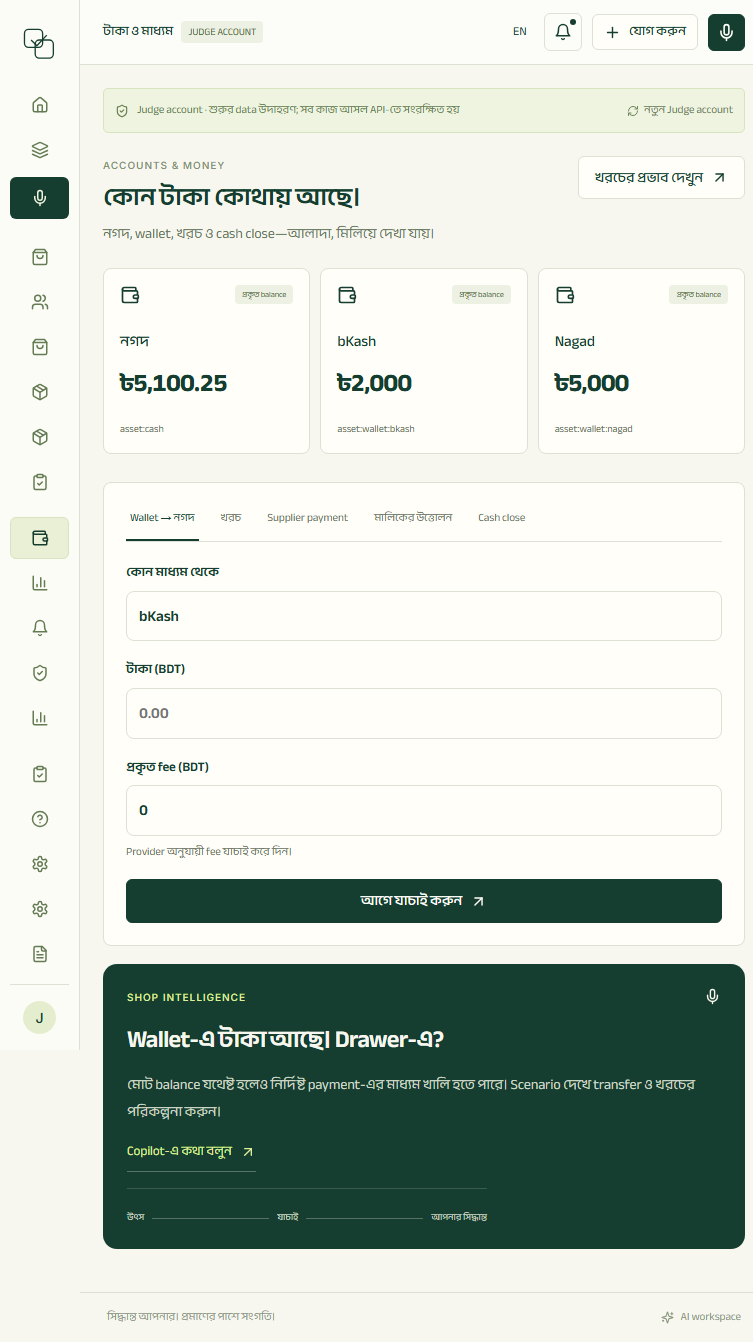 টাকা ও মাধ্যম JUDGE ACCOUNT EN যোগ করুন
Judge account · শুরুর data উদাহরণ; সব কাজ আসল API-তে সংরক্ষিত হয় নতুন Judge account
ACCOUNTS & MONEY
কোন টাকা কোথায় আছে।
খরচের প্রভাব দেখুন
নগদ, wallet, খরচ ও cash close—আলাদা, মিলিয়ে দেখা যায়।
প্রকৃত balance প্রকৃত balance প্রকৃত balance
নগদ bKash Nagad
৳5,100.25 ৳2,000 ৳5,000
asset:cash asset:wallet:bkash asset:wallet:nagad
Wallet → নগদ খরচ Supplier payment মালিকের উত্তোলন Cash close
কোন মাধ্যম থেকে
bKash
টাকা (BDT)
0.00
প্রকৃত fee (BDT)
0
Provider অনুযায়ী fee যাচাই করে দিন।
আগে যাচাই করুন
SHOP INTELLIGENCE
Wallet-এ টাকা আছে। Drawer-এ?
মোট balance যথেষ্ট হলেও নির্দিষ্ট payment-এর মাধ্যম খালি হতে পারে। Scenario দেখে transfer ও খরচের
পরিকল্পনা করুন।
Copilot-এ কথা বলুন
উৎস যাচাই আপনার সিদ্ধান্ত
J
সিদ্ধান্ত আপনার। প্রমাণের পাশে সংগতি। AI workspace